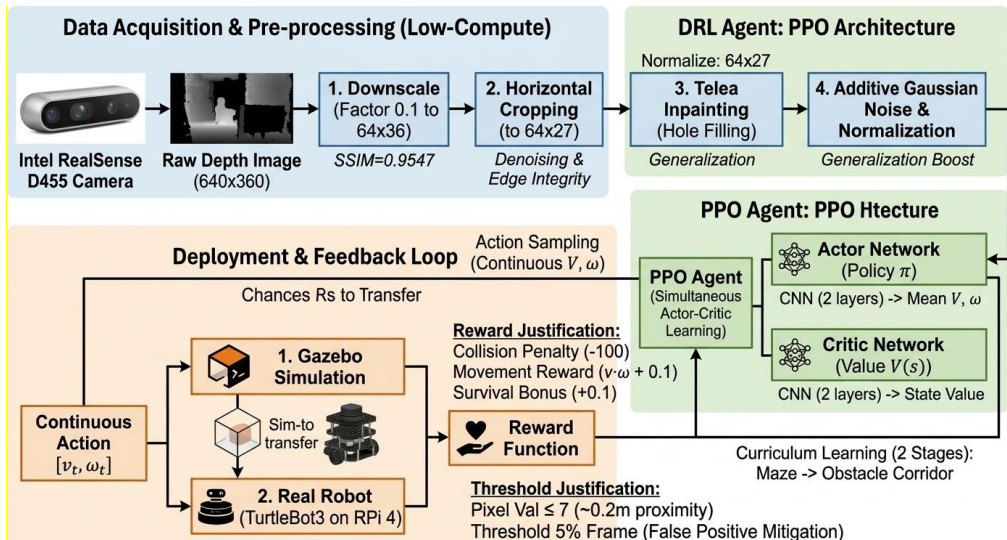 Data Acquisition & Pre-processing (Low-Compute)
Intel RealSense
D455 Camera
Raw Depth Image
(640x360)
1. Downscale
(Factor 0.1 to
64x36)
SSIM=0.9547
2. Horizontal
Cropping
(to 64x27)
Denoising &
Edge Integrity
DRL Agent: PPO Architecture
Normalize: 64x27
3. Telea
Inpainting
(Hole Filling)
Generalization
4. Additive Gaussian
Noise &
Normalization
Generalization Boost
PPO Agent: PPO Htecture
PPO Agent
(Simultaneous
Actor-Critic
Learning)
Actor Network
(Policy π)
CNN (2 layers) -> Mean V, ω
Critic Network
(Value V(s))
CNN (2 layers) -> State Value
Deployment & Feedback Loop
Action Sampling
(Continuous V, ω)
Chances Rs to Transfer
Continuous
Action
[vₜ, ωₜ]
1. Gazebo
Simulation
Sim-to
transfer
2. Real Robot
(TurtleBot3 on RPi 4)
Reward Justification:
Collision Penalty (-100)
Movement Reward (v·ω + 0.1)
Survival Bonus (+0.1)
Reward
Function
Curriculum Learning (2 Stages):
Maze -> Obstacle Corridor
Threshold Justification:
Pixel Val ≤ 7 (~0.2m proximity)
Threshold 5% Frame (False Positive Mitigation)